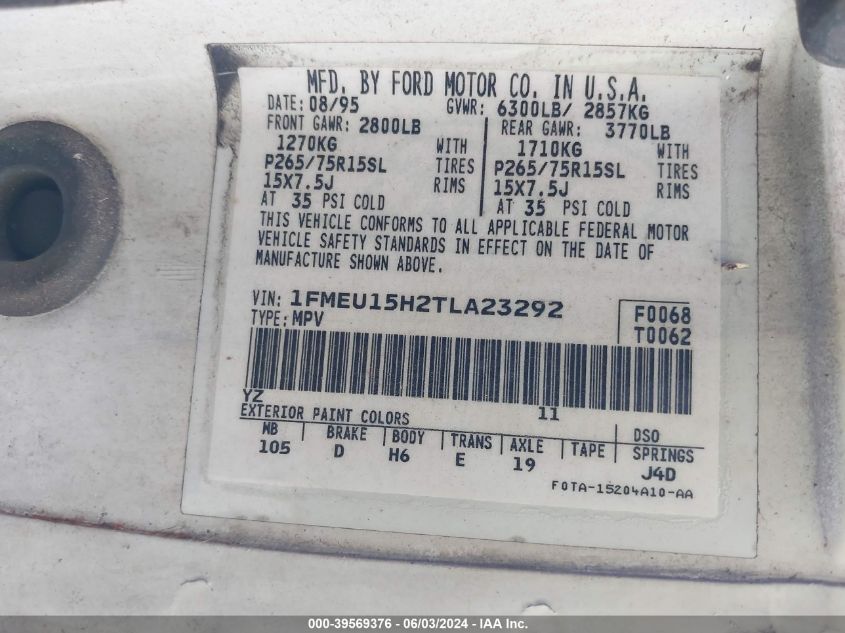 MFD. BY FORD MOTOR CO. IN U.S.A.
DATE: 08/95 GVWR: 6300LB/ 2857KG
FRONT GAWR: 2800LB REAR GAWR: 3770LB
1270KG WITH 1710KG WITH
P265/75R15SL TIRES P265/75R15SL TIRES
15X7.5J RIMS 15X7.5J RIMS
AT 35 PSI COLD AT 35 PSI COLD
THIS VEHICLE CONFORMS TO ALL APPLICABLE FEDERAL MOTOR
VEHICLE SAFETY STANDARDS IN EFFECT ON THE DATE OF
MANUFACTURE SHOWN ABOVE.
VIN: 1FMEU15H2TLA23292 F0068
TYPE: MPV T0062
YZ 11
EXTERIOR PAINT COLORS DSO
WB BRAKE BODY TRANS AXLE TAPE SPRINGS
105 D H6 E 19 J4D
F0TA-15204A10-AA
000-39569376 - 06/03/2024 - IAA Inc.